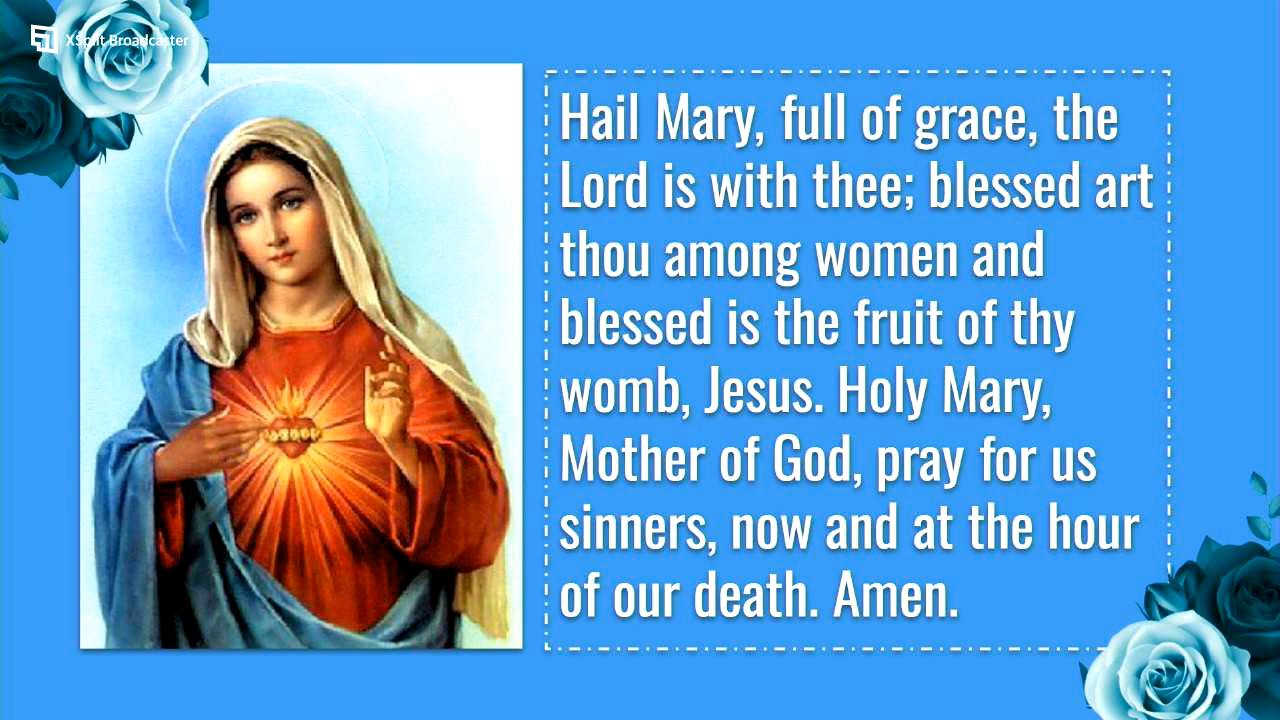 XSplit Broadcaster
Hail Mary, full of grace, the
Lord is with thee; blessed art
thou among women and
blessed is the fruit of thy
womb, Jesus. Holy Mary,
Mother of God, pray for us
sinners, now and at the hour
of our death. Amen.